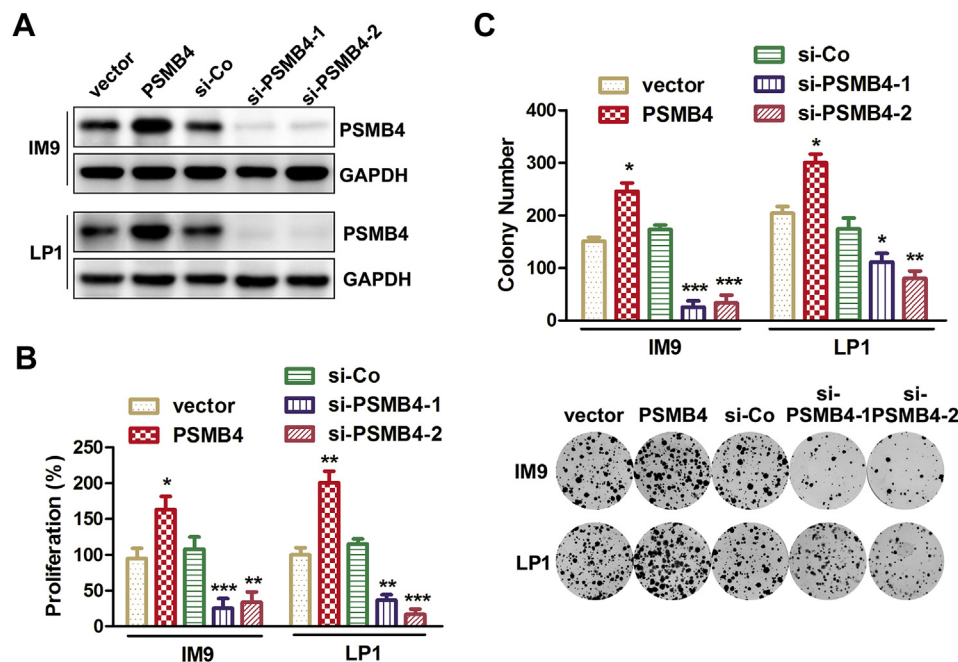 A
vector
PSMB4
si-Co
si-PSMB4-1
si-PSMB4-2
IM9
PSMB4
GAPDH
LP1
PSMB4
GAPDH
B
si-Co
vector
si-PSMB4-1
PSMB4
si-PSMB4-2
Proliferation (%)
250
200
150
100
50
0
*
***
**
**
**
***
IM9
LP1
C
si-Co
vector
si-PSMB4-1
PSMB4
si-PSMB4-2
Colony Number
400
300
200
100
0
*
***
***
*
*
**
IM9
LP1
vector PSMB4 si-Co si-PSMB4-1 si-PSMB4-2
IM9
LP1